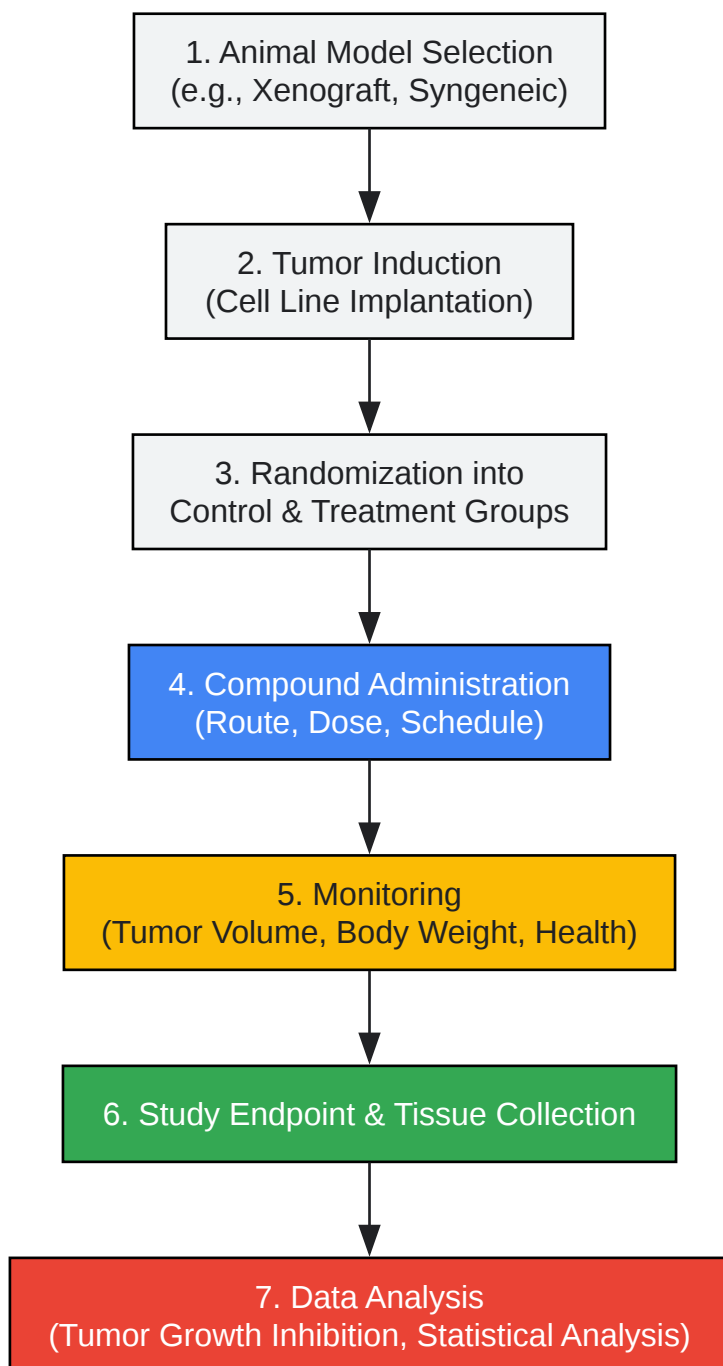 1. Animal Model Selection
(e.g., Xenograft, Syngeneic)
2. Tumor Induction
(Cell Line Implantation)
3. Randomization into
Control & Treatment Groups
4. Compound Administration
(Route, Dose, Schedule)
5. Monitoring
(Tumor Volume, Body Weight, Health)
6. Study Endpoint & Tissue Collection
7. Data Analysis
(Tumor Growth Inhibition, Statistical Analysis)